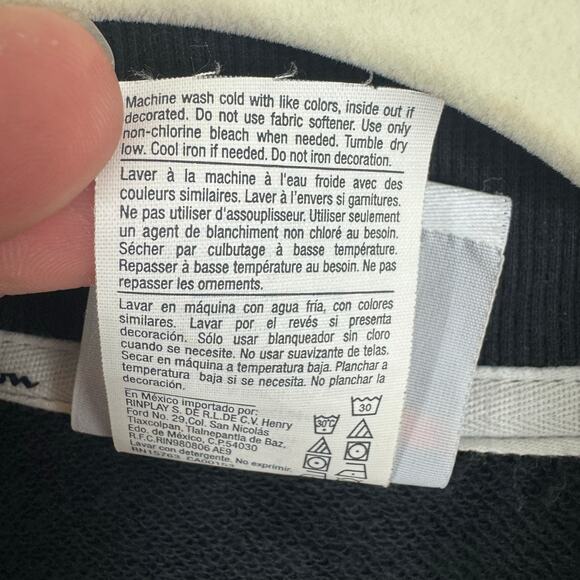 Machine wash cold with like colors, inside out if
decorated. Do not use fabric softener. Use only
non-chlorine bleach when needed. Tumble dry
low. Cool iron if needed. Do not iron decoration.
Laver à la machine à l'eau froide avec des
couleurs similaires. Laver à l'envers si garnitures.
Ne pas utiliser d'assouplisseur. Utiliser seulement
un agent de blanchiment non chloré au besoin.
Sécher par culbutage à basse température.
Repasser à basse température au besoin. Ne pas
repasser les ornements.
Lavar en máquina con agua fría, con colores
similares. Lavar por el revés si presenta
decoración. Sólo usar blanqueador sin cloro
cuando se necesite. No usar suavizante de telas.
Secar en máquina a temperatura baja. Planchar a
temperatura baja si se necesita. No planchar la
decoración.
En México importado por:
RINPLAY S. DE R.L.DE C.V. Henry
Ford No. 29,Col. San Nicolás
Tlaxcolpan, Tlalnepantla de Baz,
Edo. de México, C.P.54030
R.F.C.RIN980806 AE9
Lavar con detergente. No exprimir.
RN15763 CA00153
30°C
30
on